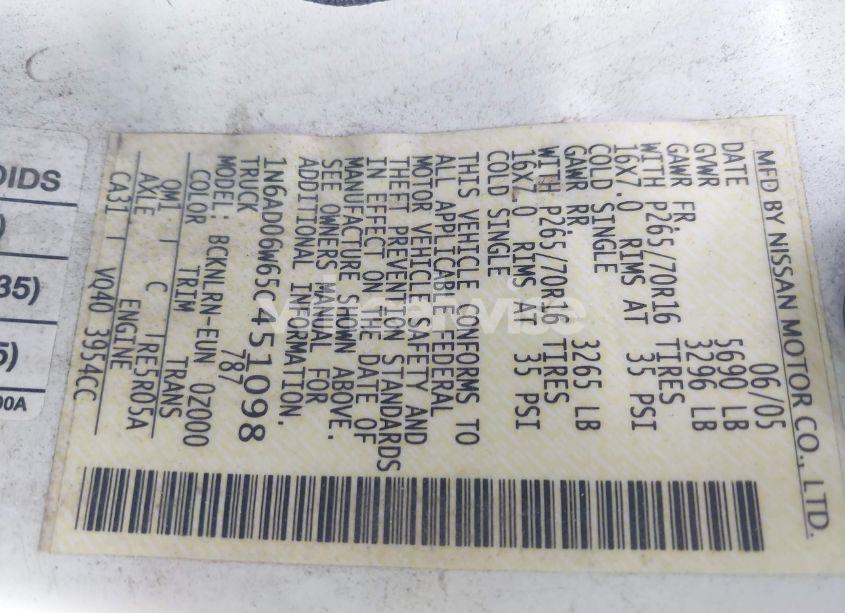 MFD BY NISSAN MOTOR CO., LTD.
DATE 06/05
GVWR 5690 LB
GAWR FR. 3296 LB
WITH P265/70R16 TIRES
16X7.0 RIMS AT 35 PSI
COLD SINGLE
GAWR RR. 3265 LB
WITH P265/70R16 TIRES
16X7.0 RIMS AT 35 PSI
COLD SINGLE
THIS VEHICLE CONFORMS TO
ALL APPLICABLE FEDERAL
MOTOR VEHICLE SAFETY AND
THEFT PREVENTION STANDARDS
IN EFFECT ON THE DATE OF
MANUFACTURE SHOWN ABOVE.
SEE OWNERS MANUAL FOR
ADDITIONAL INFORMATION.
1N6AD06W65C451098
TRUCK 787
MODEL: BCKNLRN-EUN 0Z000
COLOR TRIM TRANS
QM1 C RE5R05A
AXLE ENGINE
CA31 VQ40 3954CC
OIDS
)
35)
5)
00A